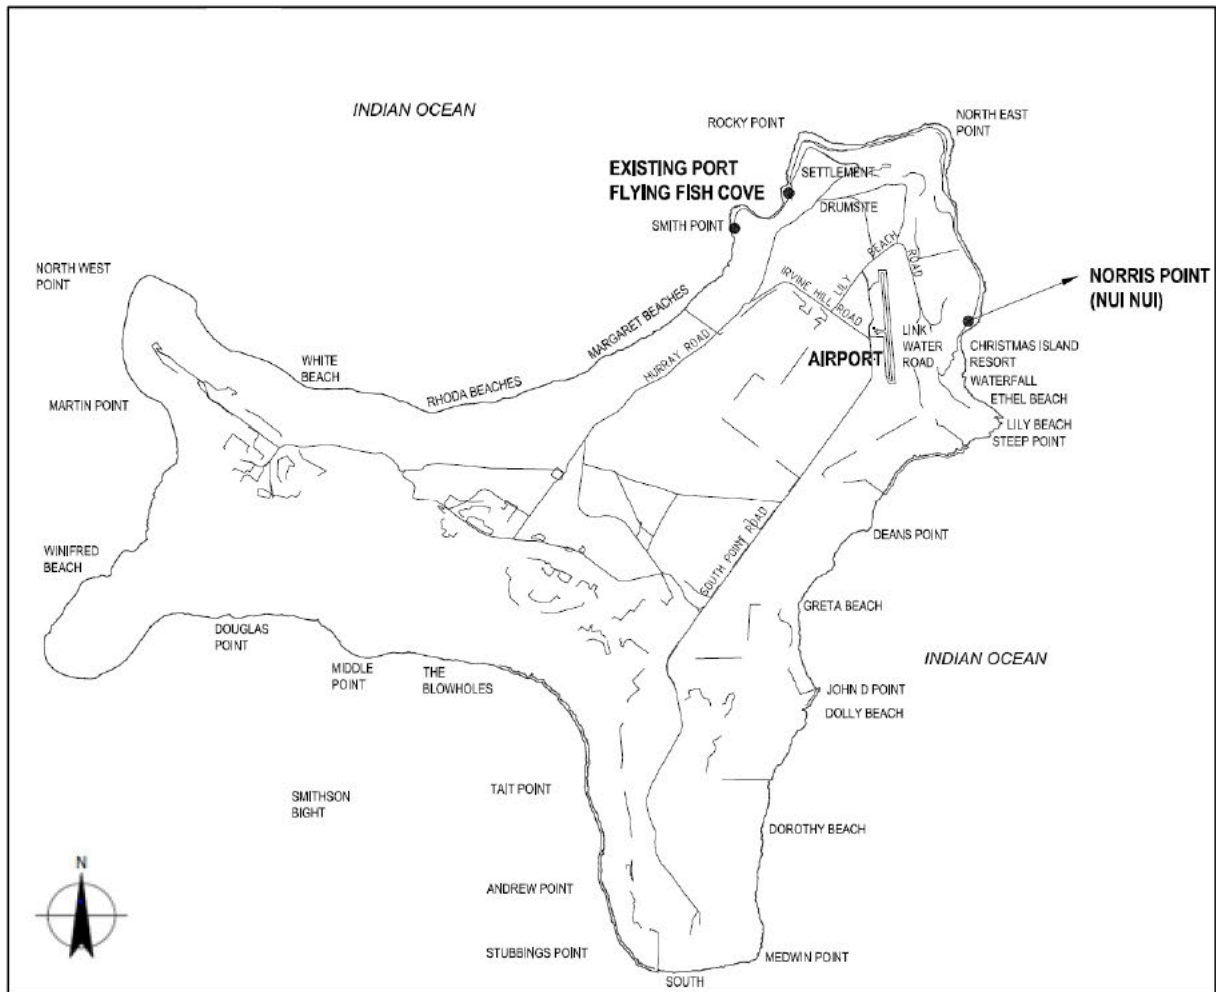 INDIAN OCEAN
ROCKY POINT
NORTH EAST
POINT
EXISTING PORT
FLYING FISH COVE
SETTLEMENT
DRUMSITE
SMITH POINT
NORTH WEST
POINT
LILY BEACH ROAD
IRVINE HILL ROAD
NORRIS POINT
(NUI NUI)
MARGARET BEACHES
MURRAY ROAD
LINK
WATER
ROAD
AIRPORT
CHRISTMAS ISLAND
RESORT
WHITE
BEACH
RHODA BEACHES
WATERFALL
ETHEL BEACH
MARTIN POINT
LILY BEACH
STEEP POINT
SOUTH POINT ROAD
DEANS POINT
WINIFRED
BEACH
GRETA BEACH
DOUGLAS
POINT
INDIAN OCEAN
MIDDLE
POINT
THE
BLOWHOLES
JOHN D POINT
DOLLY BEACH
TAIT POINT
SMITHSON
BIGHT
DOROTHY BEACH
N
ANDREW POINT
STUBBINGS POINT
MEDWIN POINT
SOUTH